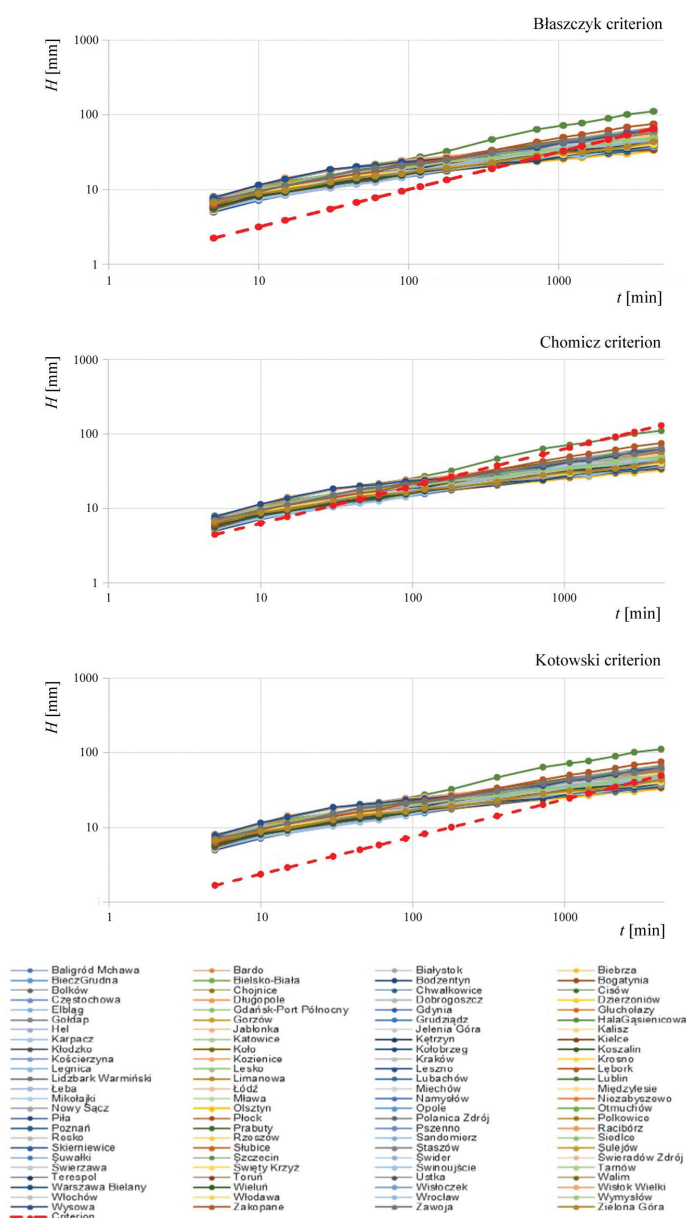 Błaszczyk criterion
H [mm]
1000
100
10
1
1 10 100 1000
t [min]
Chomicz criterion
H [mm]
1000
100
10
1
1 10 100 1000
t [min]
Kotowski criterion
H [mm]
1000
100
10
1 10 100 1000
t [min]
Baligród Mchawa Bardo Białystok Biebrza
BieczGrudna Bielsko-Biała Bodzentyn Bogatynia
Bolków Chojnice Chwałkowice Cisów
Częstochowa Długopole Dobrogoszcz Dzierżoniów
Elbląg Gdańsk-Port Północny Gdynia Głuchołazy
Gołdap Gorzów Grudziądz HalaGąsienicowa
Hel Jabłonka Jelenia Góra Kalisz
Karpacz Katowice Kętrzyn Kielce
Kłodzko Koło Kołobrzeg Koszalin
Kościerzyna Kozienice Kraków Krosno
Legnica Lesko Leszno Lębork
Lidzbark Warmiński Limanowa Lubachów Lublin
Łeba Łódź Miechów Międzylesie
Mikołajki Mława Namysłów Niezabyszewo
Nowy Sącz Olsztyn Opole Otmuchów
Piła Płock Polanica Zdrój Polkowice
Poznań Prabuty Pszenno Racibórz
Resko Rzeszów Sandomierz Siedlce
Skierniewice Słubice Staszów Sulejów
Suwałki Szczecin Świder Świeradów Zdrój
Świerzawa Święty Krzyż Świnoujście Tarnów
Terespol Toruń Ustka Walim
Warszawa Bielany Wieluń Wisłoczek Wisłok Wielki
Włochów Włodawa Wrocław Wymysłów
Wysowa Zakopane Zawoja Zielona Góra
Criterion